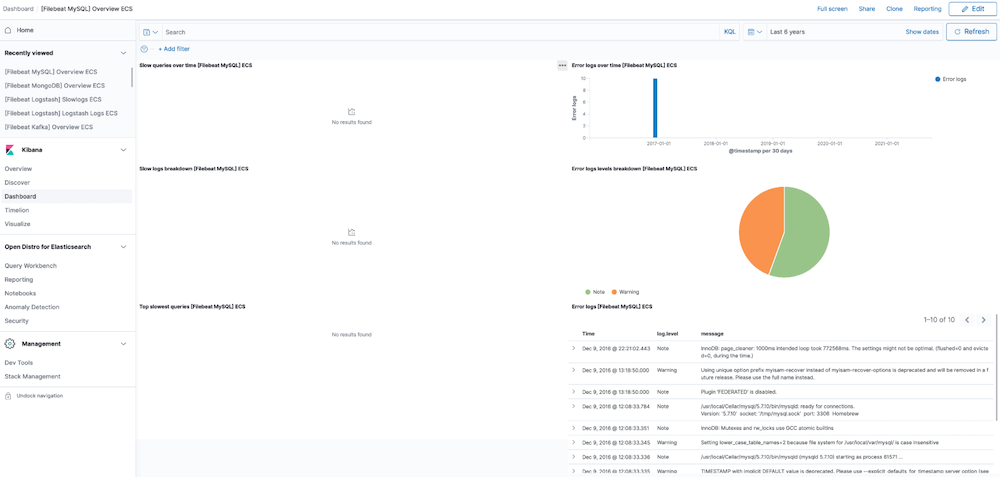 Dashboard / [Filebeat MySQL] Overview ECS
Full screen Share Clone Reporting Edit
Home
Recently viewed
[Filebeat MySQL] Overview ECS
[Filebeat MongoDB] Overview ECS
[Filebeat Logstash] Slowlogs ECS
[Filebeat Logstash] Logstash Logs ECS
[Filebeat Kafka] Overview ECS
Kibana
Overview
Discover
Dashboard
Timelion
Visualize
Open Distro for Elasticsearch
Query Workbench
Reporting
Notebooks
Anomaly Detection
Security
Management
Dev Tools
Stack Management
Undock navigation
Search KQL Last 6 years Show dates Refresh
+ Add filter
Slow queries over time [Filebeat MySQL] ECS
No results found
Slow logs breakdown [Filebeat MySQL] ECS
No results found
Top slowest queries [Filebeat MySQL] ECS
No results found
Error logs over time [Filebeat MySQL] ECS
10
8
6
4
2
0
Error logs
2017-01-01 2018-01-01 2019-01-01 2020-01-01 2021-01-01
@timestamp per 30 days
Error logs
Error logs levels breakdown [Filebeat MySQL] ECS
Note Warning
Error logs [Filebeat MySQL] ECS
1–10 of 10
Time log.level message
Dec 9, 2016 @ 22:21:02.443 Note InnoDB: page_cleaner: 1000ms intended loop took 772568ms. The settings might not be optimal. (flushed=0 and evicte
d=0, during the time.)
Dec 9, 2016 @ 13:18:50.000 Warning Using unique option prefix myisam-recover instead of myisam-recover-options is deprecated and will be removed in a f
uture release. Please use the full name instead.
Dec 9, 2016 @ 13:18:50.000 Note Plugin 'FEDERATED' is disabled.
Dec 9, 2016 @ 12:08:33.784 Note /usr/local/Cellar/mysql/5.7.10/bin/mysqld: ready for connections.
Version: '5.7.10' socket: '/tmp/mysql.sock' port: 3306 Homebrew
Dec 9, 2016 @ 12:08:33.351 Note InnoDB: Mutexes and rw_locks use GCC atomic builtins
Dec 9, 2016 @ 12:08:33.345 Warning Setting lower_case_table_names=2 because file system for /usr/local/var/mysql/ is case insensitive
Dec 9, 2016 @ 12:08:33.336 Note /usr/local/Cellar/mysql/5.7.10/bin/mysqld (mysqld 5.7.10) starting as process 61571 ...
Dec 9, 2016 @ 12:08:33.335 Warning TIMESTAMP with implicit DEFAULT value is deprecated. Please use --explicit_defaults_for_timestamp server option (see